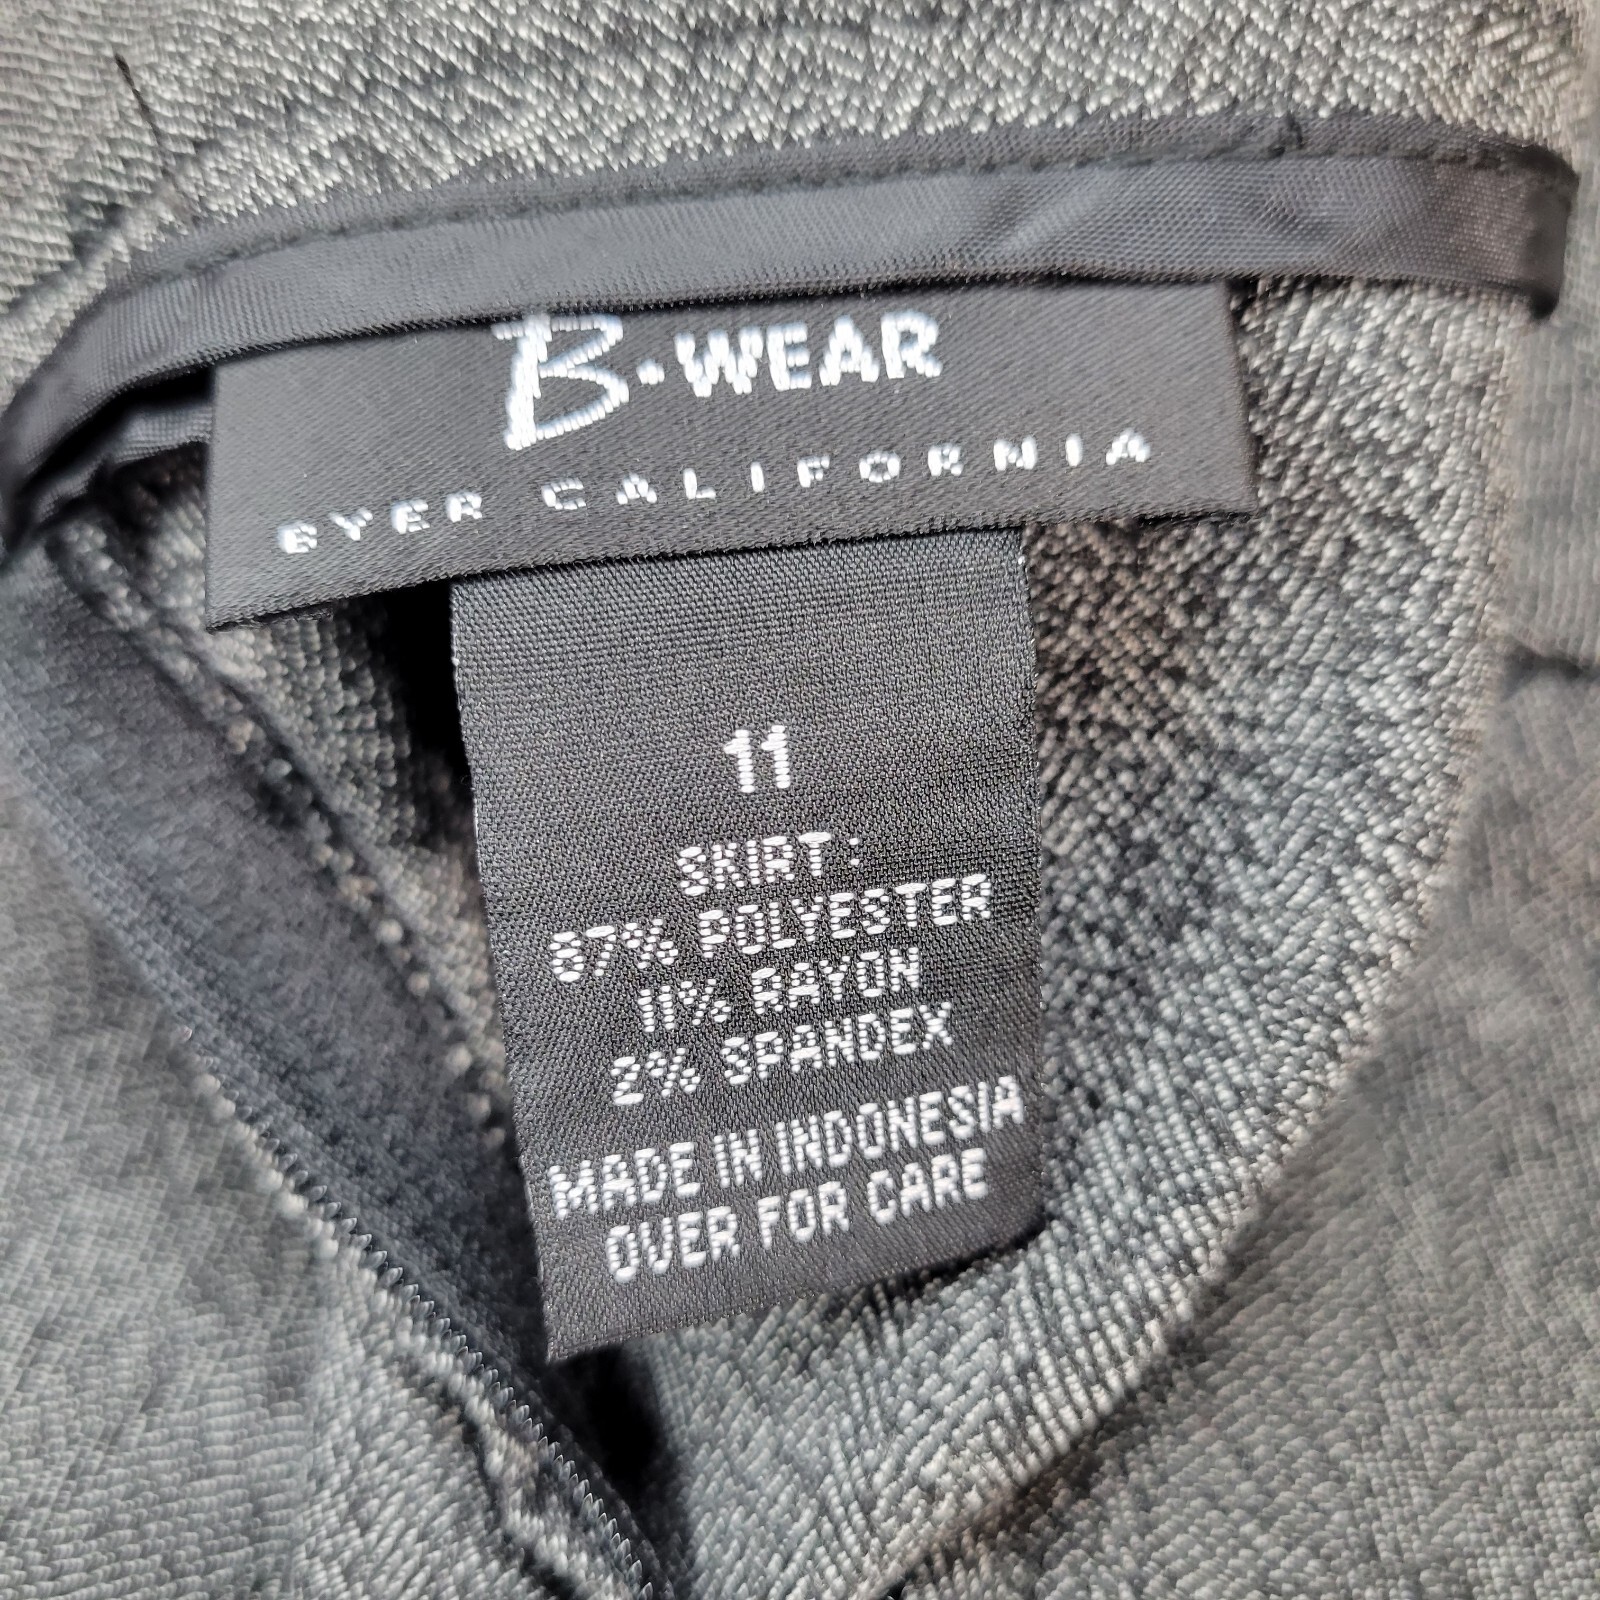 B•WEAR
BYER CALIFORNIA
11
SKIRT:
87% POLYESTER
11% RAYON
2% SPANDEX
MADE IN INDONESIA
OVER FOR CARE